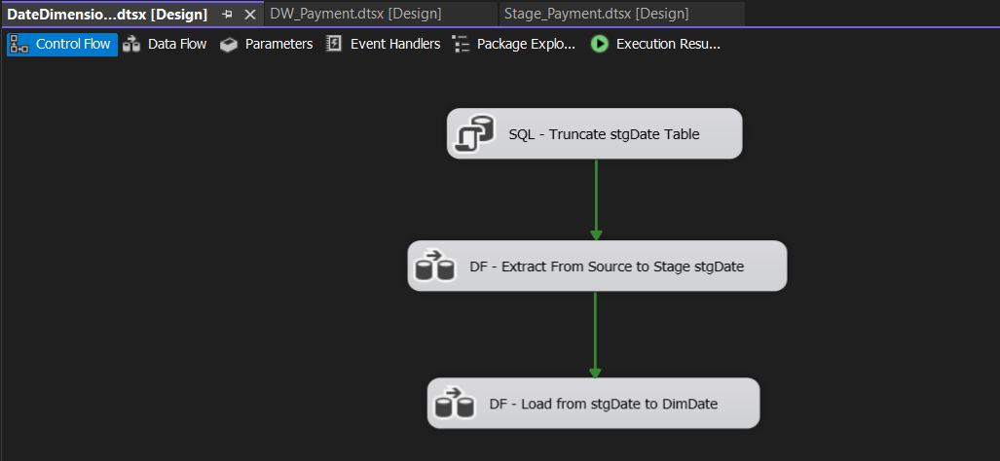 DateDimensio...dtsx [Design] DW_Payment.dtsx [Design] Stage_Payment.dtsx [Design]
Control Flow Data Flow Parameters Event Handlers Package Explo... Execution Resu...
SQL - Truncate stgDate Table
DF - Extract From Source to Stage stgDate
DF - Load from stgDate to DimDate